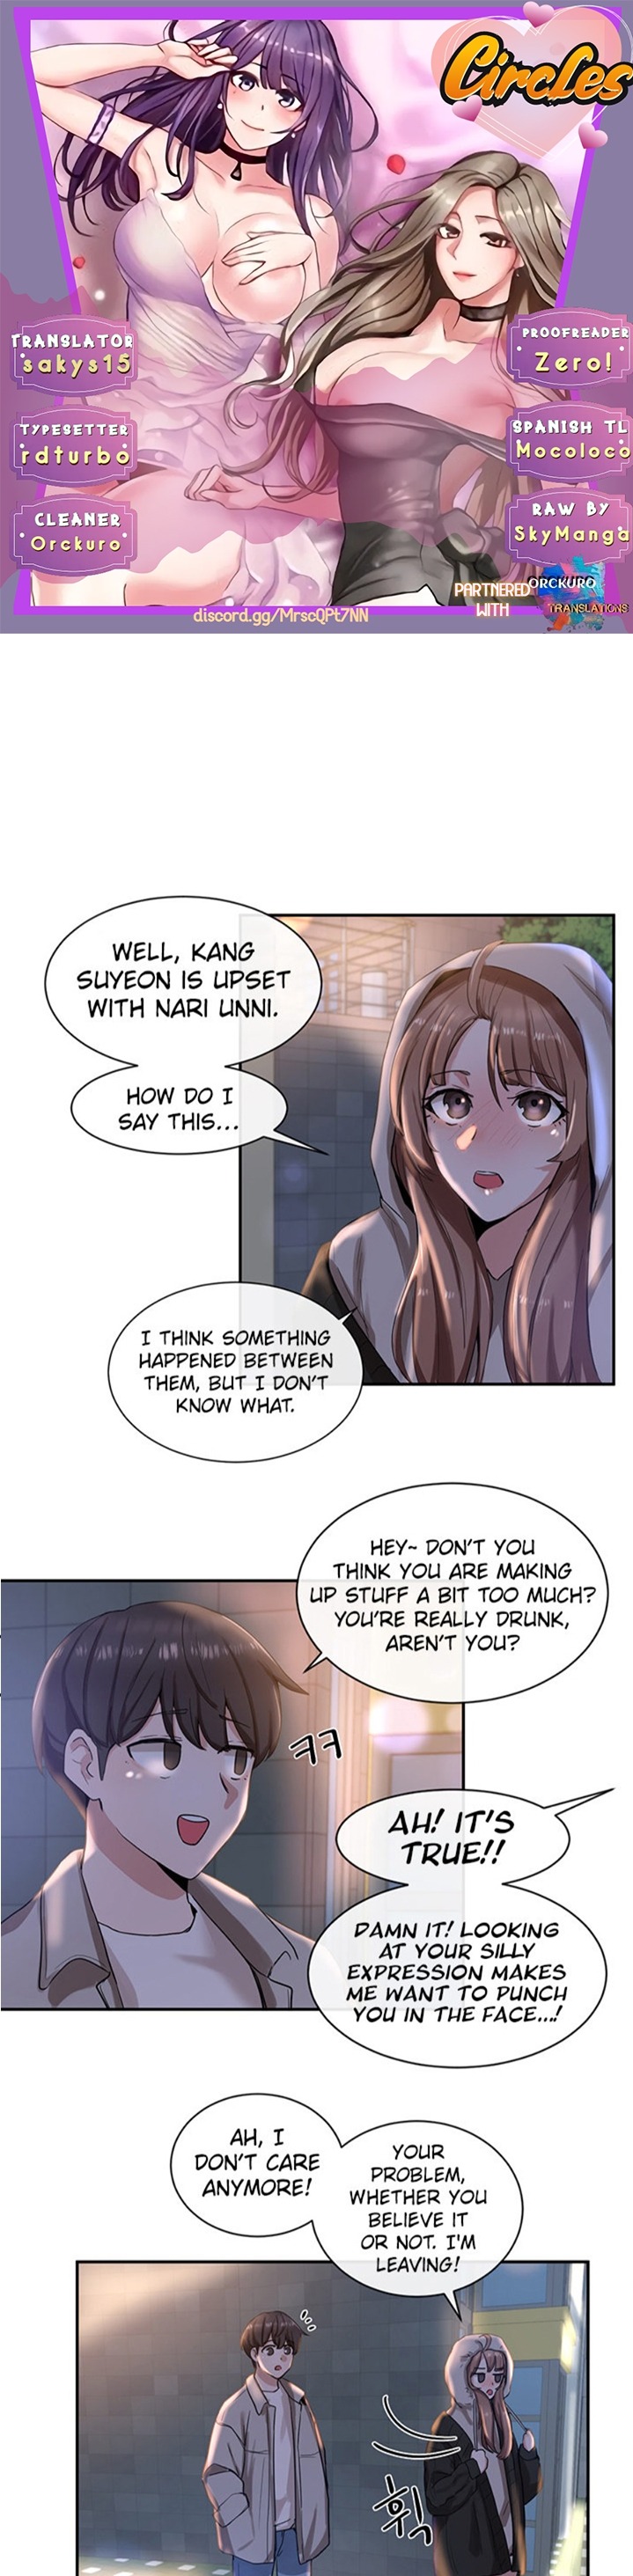 Circles
TRANSLATOR
sakys15
PROOFREADER
Zero!
TYPESETTER
rdturbo
SPANISH TL
Mocoloco
CLEANER
Orckuro
RAW BY
SkyManga
PARTNERED
WITH
ORCKURO
TRANSLATIONS
discord.gg/MrscQPt7NN
WELL, KANG
SUYEON IS UPSET
WITH NARI UNNI.
HOW DO I
SAY THIS...
I THINK SOMETHING
HAPPENED BETWEEN
THEM, BUT I DON'T
KNOW WHAT.
HEY~ DON'T YOU
THINK YOU ARE MAKING
UP STUFF A BIT TOO MUCH?
YOU'RE REALLY DRUNK,
AREN'T YOU?
ㅋㅋ
AH! IT'S
TRUE!!
DAMN IT! LOOKING
AT YOUR SILLY
EXPRESSION MAKES
ME WANT TO PUNCH
YOU IN THE FACE...!
AH, I
DON'T CARE
ANYMORE!
YOUR
PROBLEM,
WHETHER YOU
BELIEVE IT
OR NOT. I'M
LEAVING!
휙